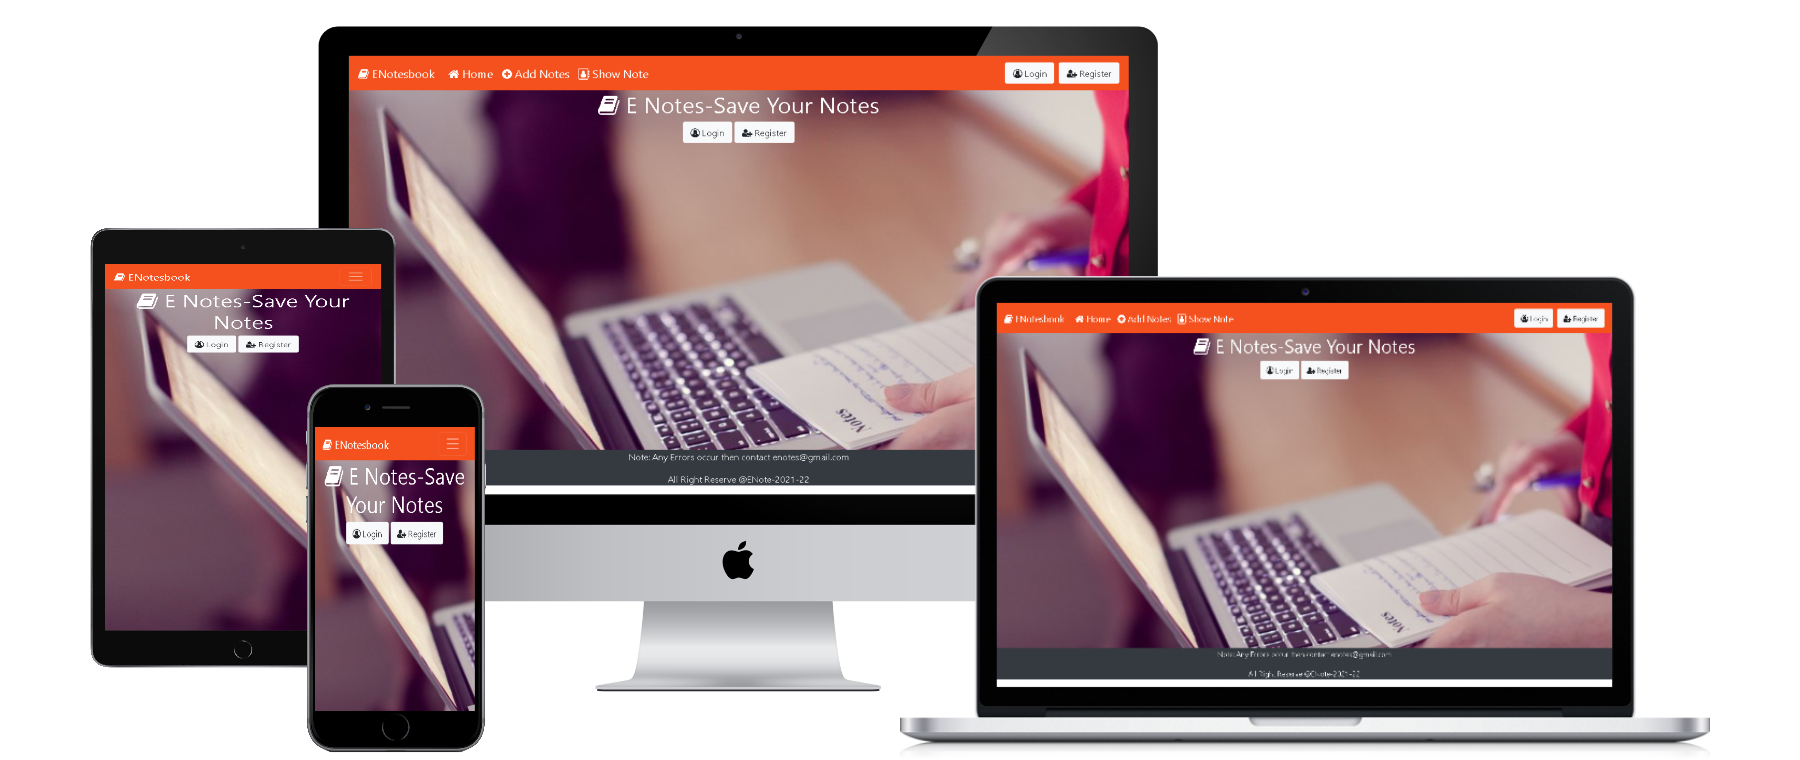 ENotesbook Home Add Notes Show Note Login Register
E Notes-Save Your Notes
Login Register
Notes
Note: Any Errors occur then contact enotes@gmail.com
All Right Reserve @ENote-2021-22
ENotesbook
E Notes-Save Your
Notes
Login Register
ENotesbook
E Notes-Save
Your Notes
Login Register
ENotesbook Home Add Notes Show Note Login Register
E Notes-Save Your Notes
Login Register
Notes
Note: Any Errors occur then contact enotes@gmail.com
All Right Reserve @ENote-2021-22